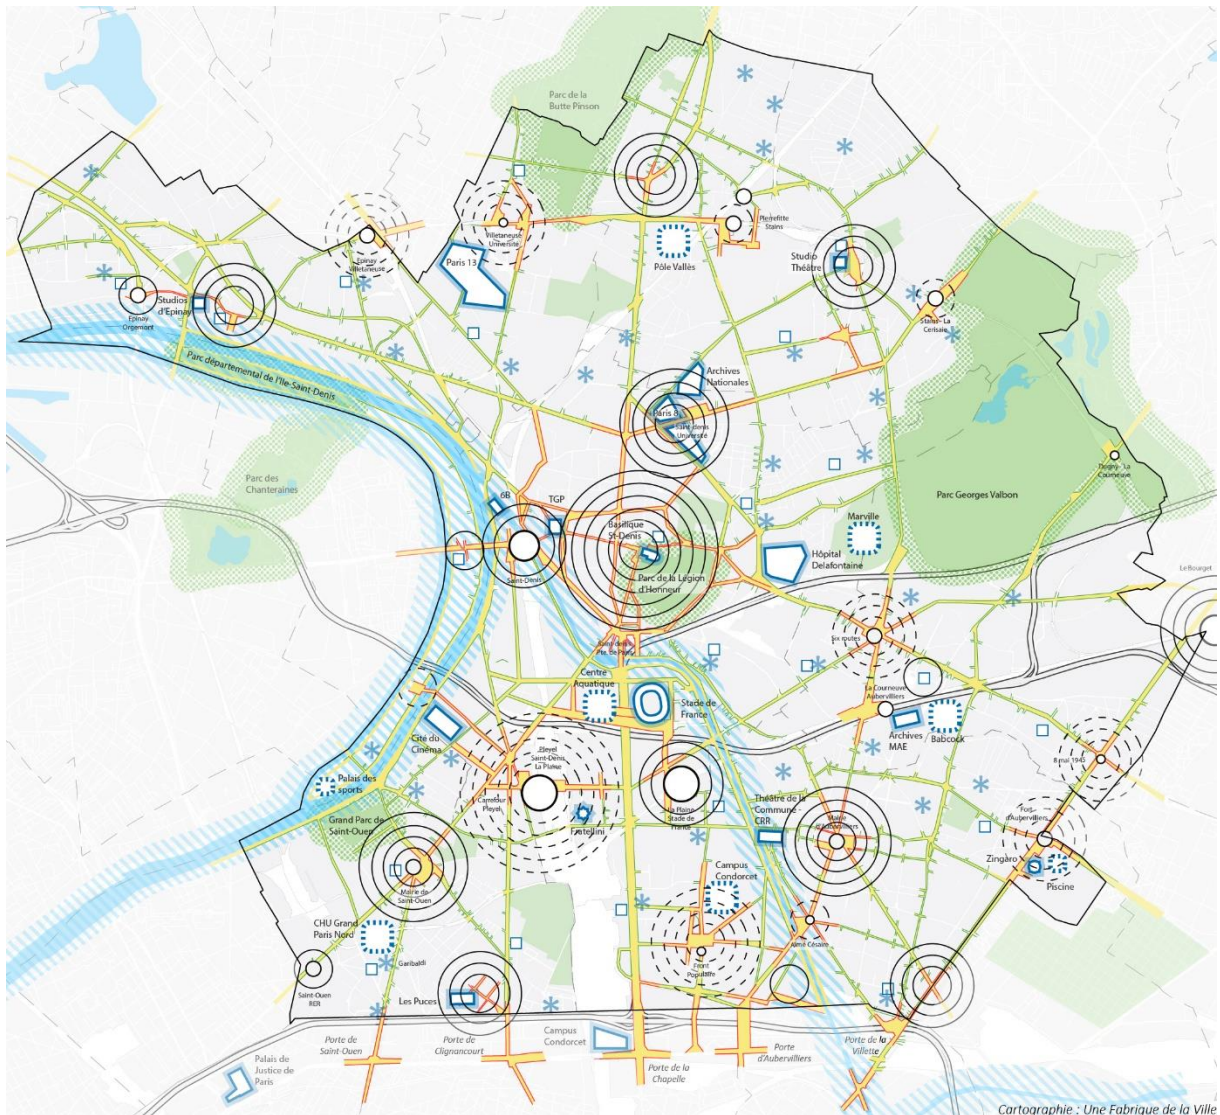 Parc de la
Butte Pinson
Pierrefitte
Stains
Villetaneuse
Université
Epinay
Villetaneuse
Paris 13
Pôle Vallès
Studio
Théâtre
Studios
d'Epinay
Epinay
Orgemont
Stains - La
Cerisaie
Parc départemental de l'Ile-Saint-Denis
Archives
Nationales
Paris 8
Saint-denis
Université
Dugny - La
Courneuve
Parc des
Chanteraines
Parc Georges Valbon
6B
TGP
Basilique
St-Denis
Marville
Hôpital
Delafontaine
Saint-Denis
Parc de la Légion
d'Honneur
Le Bourget
Six routes
Saint-denis
Pte. de Paris
Centre
Aquatique
Stade de
France
La Courneuve
Aubervilliers
Cité du
Cinéma
Archives
MAE
Babcock
Pleyel
Saint-Denis
La Plaine
8 mai 1945
Palais des
sports
Carrefour
Pleyel
Fratellini
La Plaine
Stade de
France
Théâtre de la
Commune
CRR
Mairie
d'Aubervilliers
Fort
d'Aubervilliers
Grand Parc de
Saint-Ouen
Zingaro
Piscine
Mairie de
Saint-Ouen
Campus
Condorcet
CHU Grand
Paris Nord
Garibaldi
Aimé Césaire
Front
Populaire
Saint-Ouen
RER
Les Puces
Porte de
Saint-Ouen
Porte de
Clignancourt
Campus
Condorcet
Porte de la
Chapelle
Porte
d'Aubervilliers
Porte de la
Villette
Palais de
Justice de
Paris
Cartographie : Une Fabrique de la Ville